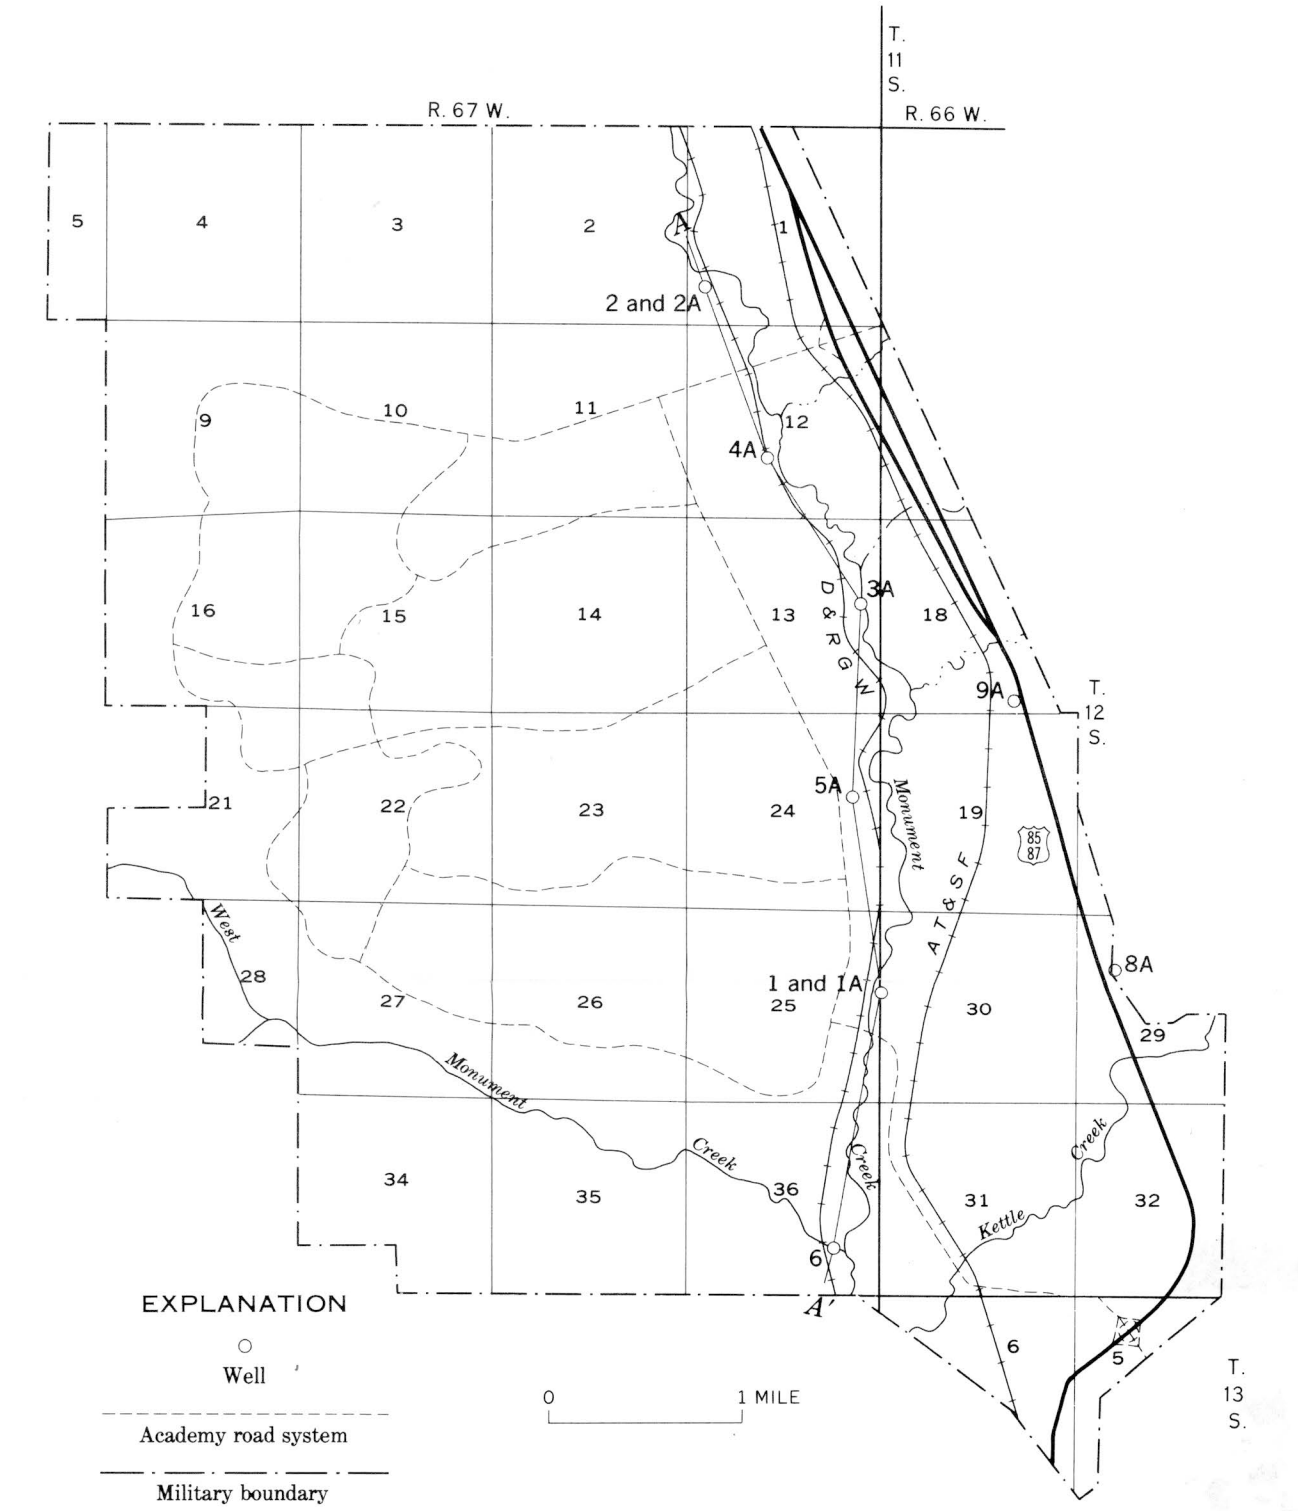 T.
11
S.
R. 67 W.
R. 66 W.
5
4
3
2
A
1
2 and 2A
9
10
11
12
4A
3A
16
15
14
13
18
D & R G W
9A
T.
12
S.
21
22
23
24
5A
Monument
19
85
87
A T & S F
West
28
27
26
1 and 1A
25
30
8A
29
Monument
Creek
Creek
Creek
34
35
36
31
Kettle
32
6
A'
EXPLANATION
Well
6
5
0 1 MILE
T.
13
S.
Academy road system
Military boundary